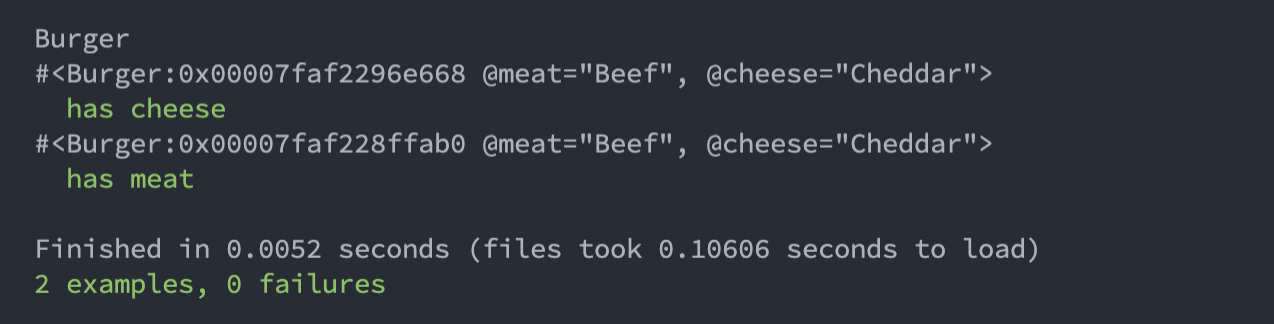 Burger
#<Burger:0x00007faf2296e668 @meat="Beef", @cheese="Cheddar">
  has cheese
#<Burger:0x00007faf228ffab0 @meat="Beef", @cheese="Cheddar">
  has meat

Finished in 0.0052 seconds (files took 0.10606 seconds to load)
2 examples, 0 failures